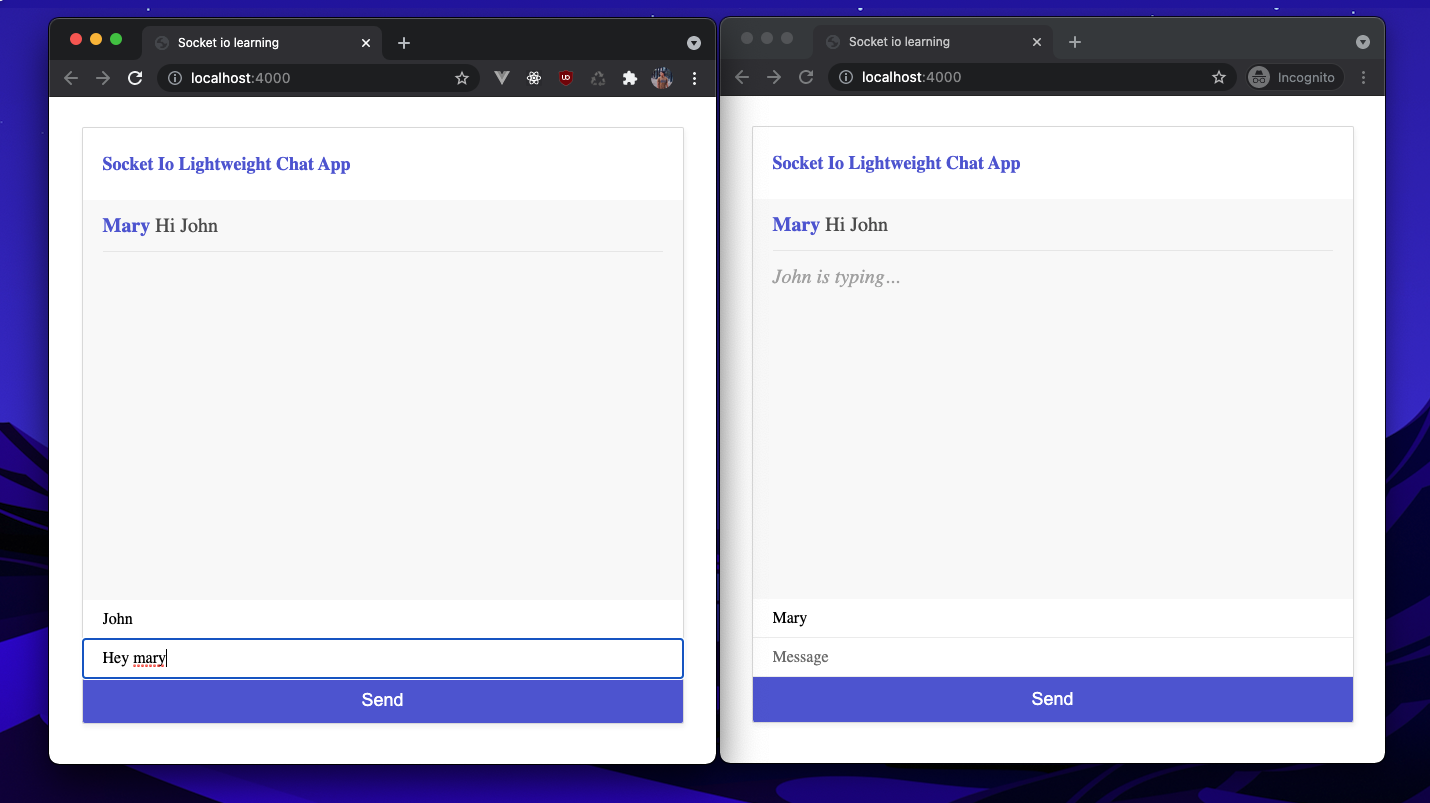 Socket io learning
localhost:4000
Socket Io Lightweight Chat App
Mary Hi John
John
Hey mary
Send
Socket io learning
localhost:4000
Incognito
Socket Io Lightweight Chat App
Mary Hi John
John is typing...
Mary
Message
Send